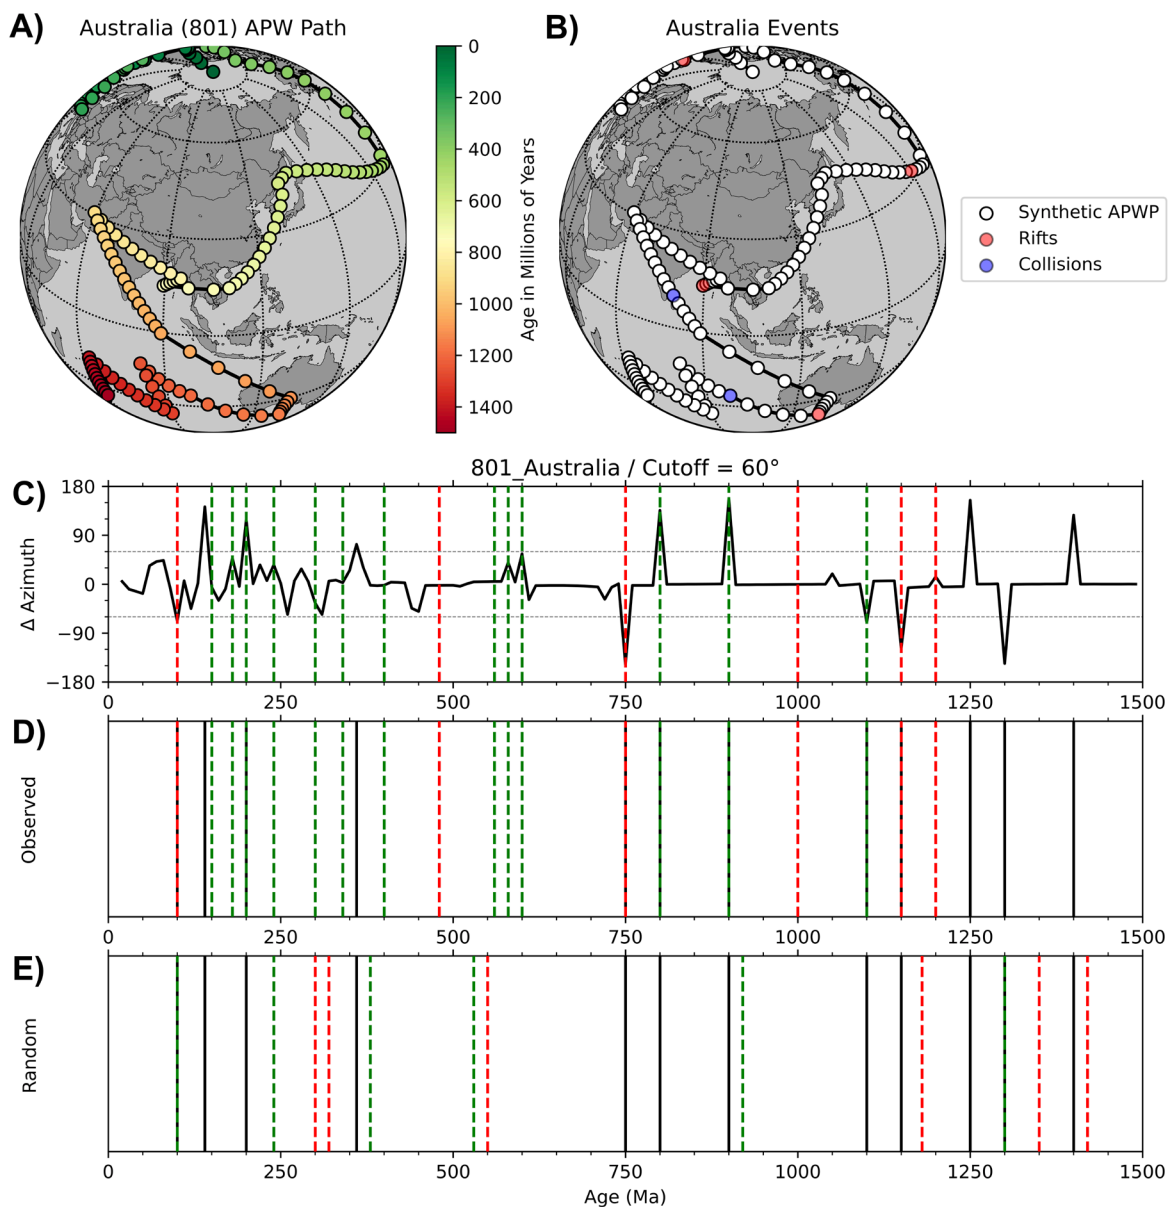 A)
Australia (801) APW Path
0
200
400
600
800
1000
1200
1400
Age in Millions of Years
B)
Australia Events
Synthetic APWP
Rifts
Collisions
801_Australia / Cutoff = 60°
C)
180
90
0
−90
−180
Δ Azimuth
0 250 500 750 1000 1250 1500
D)
Observed
0 250 500 750 1000 1250 1500
E)
Random
0 250 500 750 1000 1250 1500
Age (Ma)